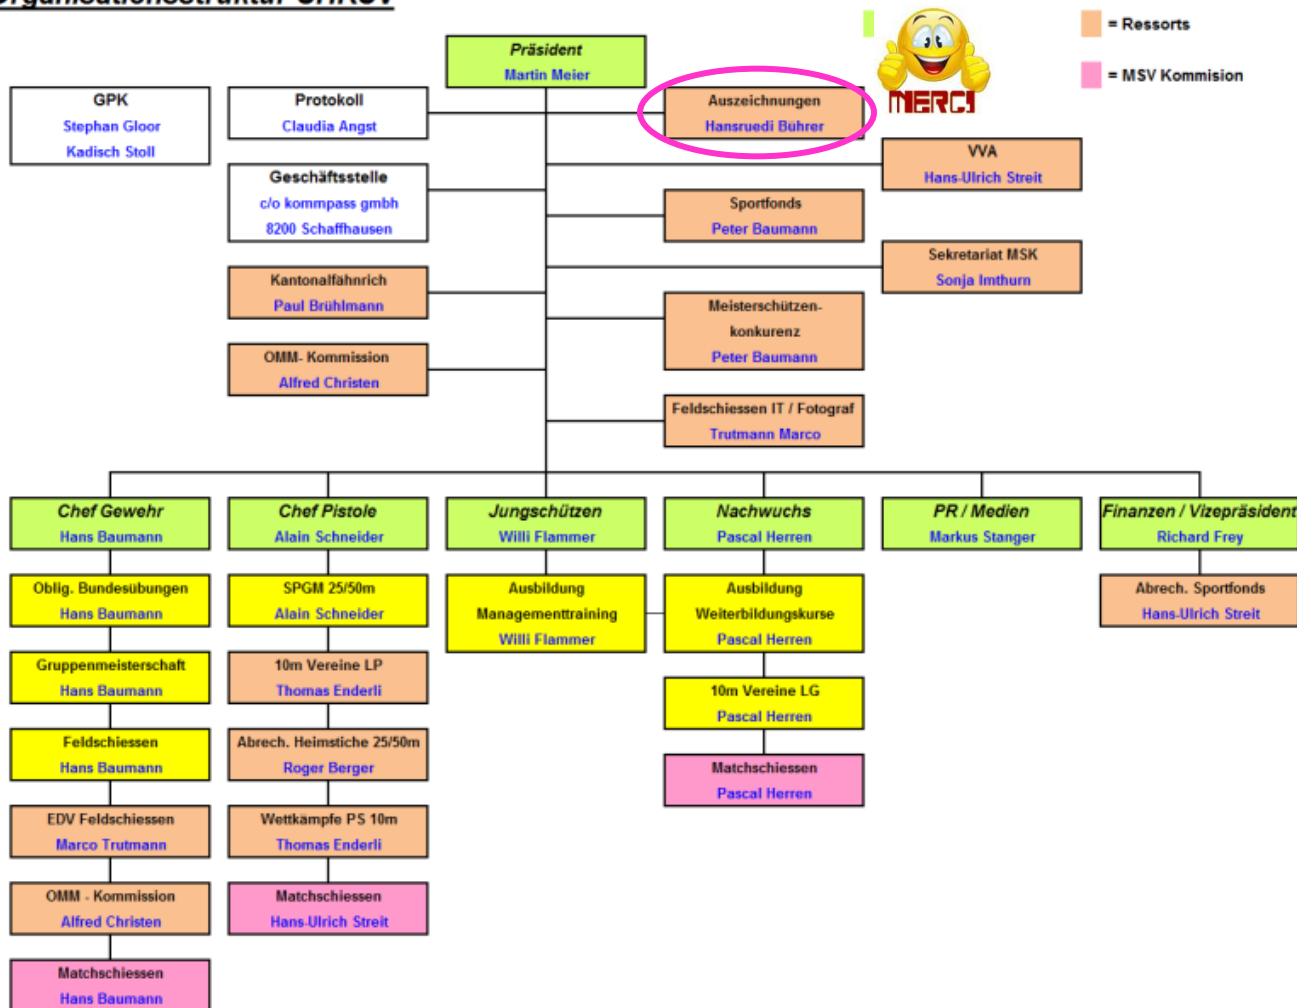 Organisationsstruktur SHKSV
= Ressorts
= MSV Kommision
MERCI
Präsident
Martin Meier
GPK
Stephan Gloor
Kadisch Stoll
Protokoll
Claudia Angst
Auszeichnungen
Hansruedi Bührer
VVA
Hans-Ulrich Streit
Geschäftsstelle
c/o kommpass gmbh
8200 Schaffhausen
Sportfonds
Peter Baumann
Sekretariat MSK
Sonja Imthurn
Kantonalfähnrich
Paul Brühlmann
Meisterschützen-
konkurenz
Peter Baumann
OMM- Kommission
Alfred Christen
Feldschiessen IT / Fotograf
Trutmann Marco
Chef Gewehr
Hans Baumann
Oblig. Bundesübungen
Hans Baumann
Gruppenmeisterschaft
Hans Baumann
Feldschiessen
Hans Baumann
EDV Feldschiessen
Marco Trutmann
OMM - Kommission
Alfred Christen
Matchschiessen
Hans Baumann
Chef Pistole
Alain Schneider
SPGM 25/50m
Alain Schneider
10m Vereine LP
Thomas Enderli
Abrech. Heimstiche 25/50m
Roger Berger
Wettkämpfe PS 10m
Thomas Enderli
Matchschiessen
Hans-Ulrich Streit
Jungschützen
Willi Flammer
Ausbildung
Managementtraining
Willi Flammer
Nachwuchs
Pascal Herren
Ausbildung
Weiterbildungskurse
Pascal Herren
10m Vereine LG
Pascal Herren
Matchschiessen
Pascal Herren
PR / Medien
Markus Stanger
Finanzen / Vizepräsident
Richard Frey
Abrech. Sportfonds
Hans-Ulrich Streit